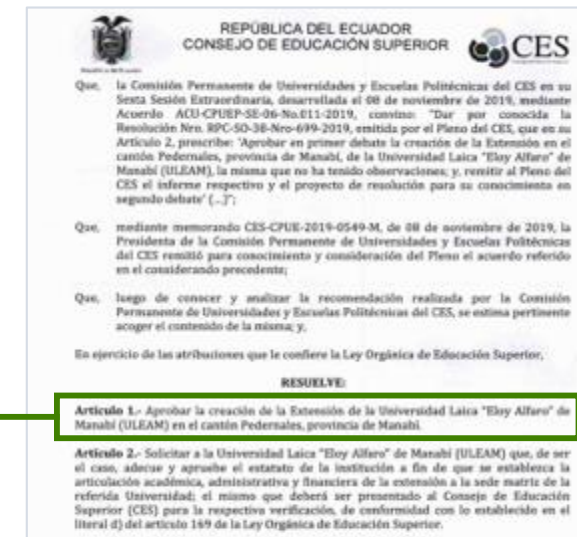 REPÚBLICA DEL ECUADOR
CONSEJO DE EDUCACIÓN SUPERIOR
CES
Que, la Comisión Permanente de Universidades y Escuelas Politécnicas del CES en su
Sexta Sesión Extraordinaria, desarrollada el 08 de noviembre de 2019, mediante
Acuerdo ACU-CPUEP-SE-06-No.011-2019, convino: "Dar por conocida la
Resolución Nro. RPC-SO-38-Nro-699-2019, emitida por el Pleno del CES, que en su
Artículo 2, prescribe: 'Aprobar en primer debate la creación de la Extensión en el
cantón Pedernales, provincia de Manabí, de la Universidad Laica "Eloy Alfaro" de
Manabí (ULEAM), la misma que no ha tenido observaciones; y, remitir al Pleno del
CES el informe respectivo y el proyecto de resolución para su conocimiento en
segundo debate' (...)";
Que, mediante memorando CES-CPUE-2019-0549-M, de 08 de noviembre de 2019, la
Presidenta de la Comisión Permanente de Universidades y Escuelas Politécnicas
del CES remitió para conocimiento y consideración del Pleno el acuerdo referido
en el considerando precedente;
Que, luego de conocer y analizar la recomendación realizada por la Comisión
Permanente de Universidades y Escuelas Politécnicas del CES, se estima pertinente
acoger el contenido de la misma; y,
En ejercicio de las atribuciones que le confiere la Ley Orgánica de Educación Superior,
RESUELVE:
Artículo 1.- Aprobar la creación de la Extensión de la Universidad Laica "Eloy Alfaro" de
Manabí (ULEAM) en el cantón Pedernales, provincia de Manabí.
Artículo 2.- Solicitar a la Universidad Laica "Eloy Alfaro" de Manabí (ULEAM) que, de ser
el caso, adecue y apruebe el estatuto de la institución a fin de que se establezca la
articulación académica, administrativa y financiera de la extensión a la sede matriz de la
referida Universidad; el mismo que deberá ser presentado al Consejo de Educación
Superior (CES) para la respectiva verificación, de conformidad con lo establecido en el
literal d) del artículo 169 de la Ley Orgánica de Educación Superior.